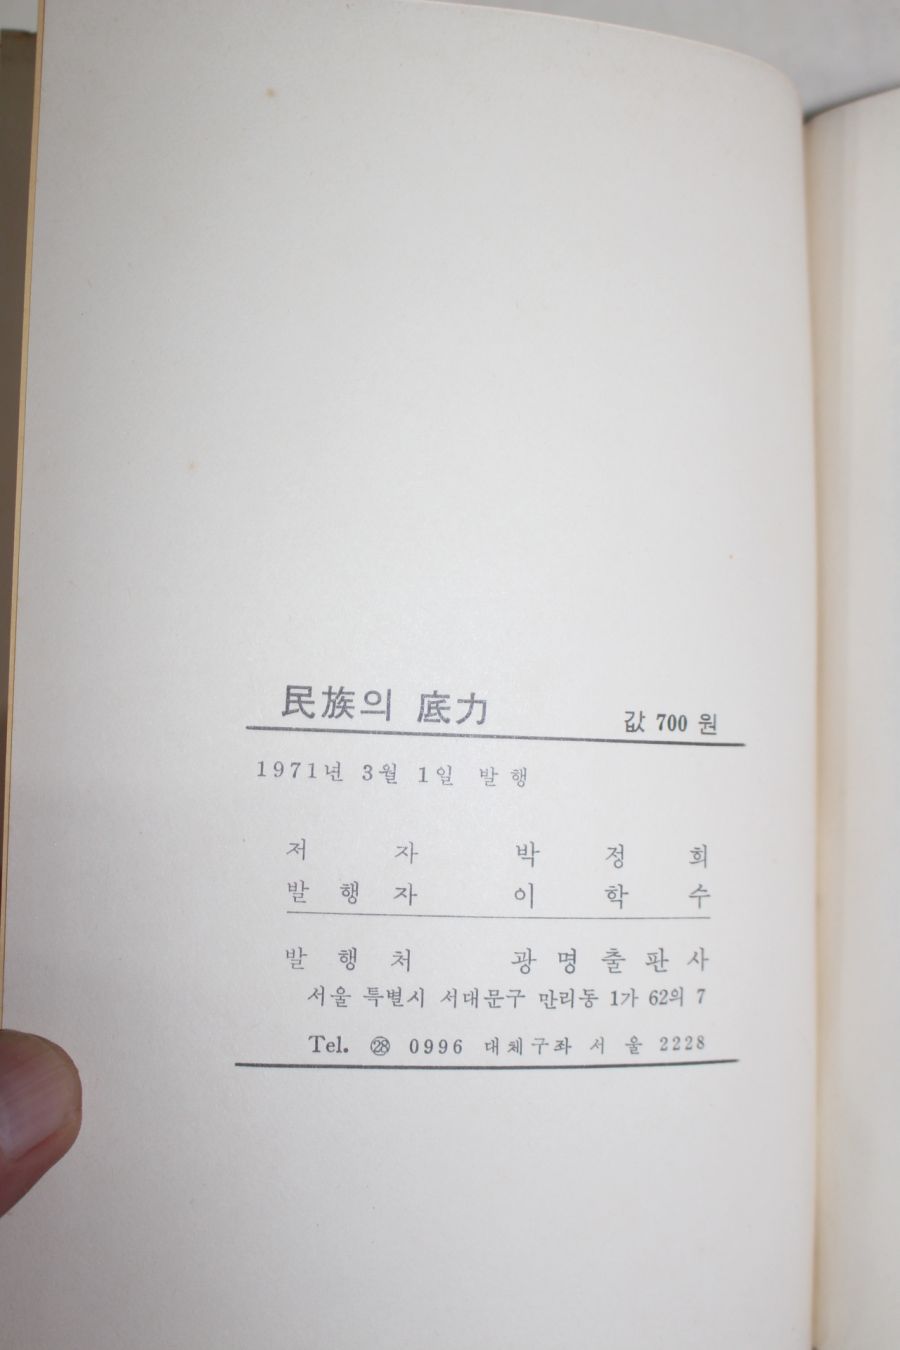 民族의 底力 값 700 원
1971년 3월 1일 발행
저 자 박 정 희
발 행 자 이 학 수
발 행 처 광 명 출 판 사
서울 특별시 서대문구 만리동 1가 62의 7
Tel. ㉘ 0996 대체구좌 서 울 2228